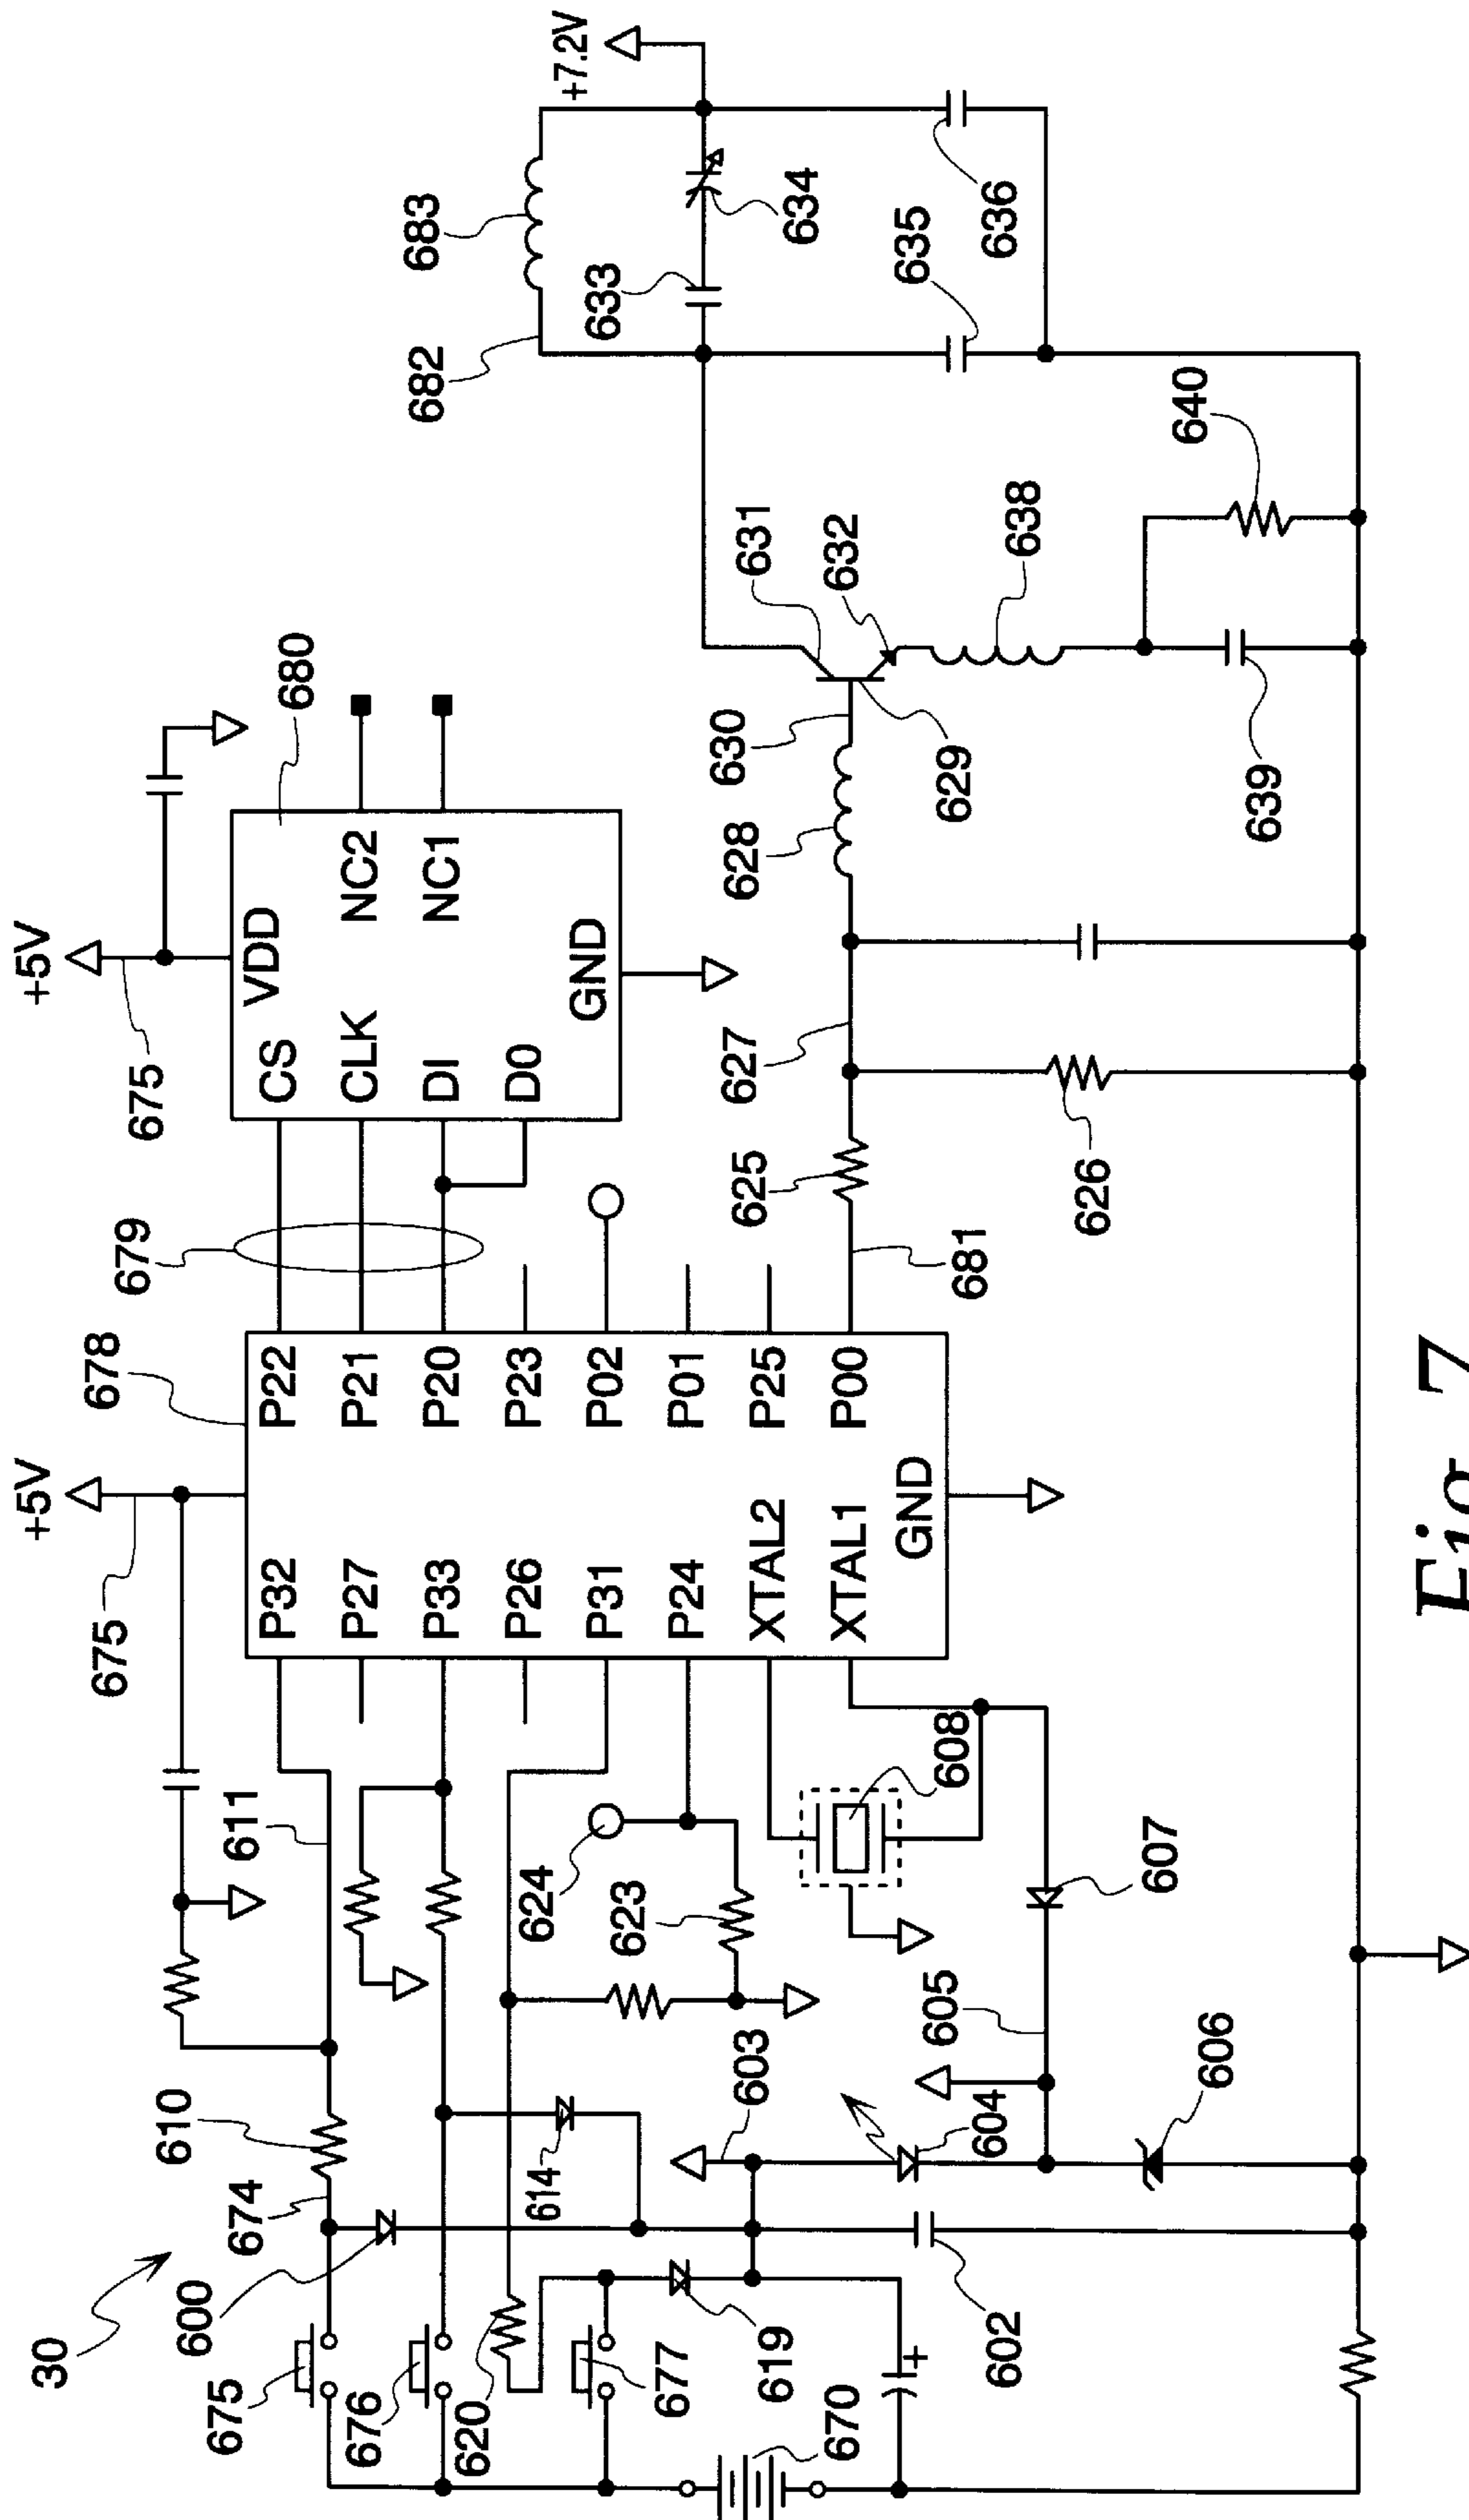 30
675
600
674
610
611
675
+5V
678
679
675
+5V
680
676
620
677
619
670
602
614
603
604
605
606
607
608
624
623
P32
P27
P33
P26
P31
P24
XTAL2
XTAL1
GND
P22
P21
P20
P23
P02
P01
P25
P00
CS
VDD
CLK
NC2
DI
NC1
D0
GND
681
625
626
627
628
630
629
631
632
638
639
640
682
683
633
634
635
636
+7.2V
Fig. 7